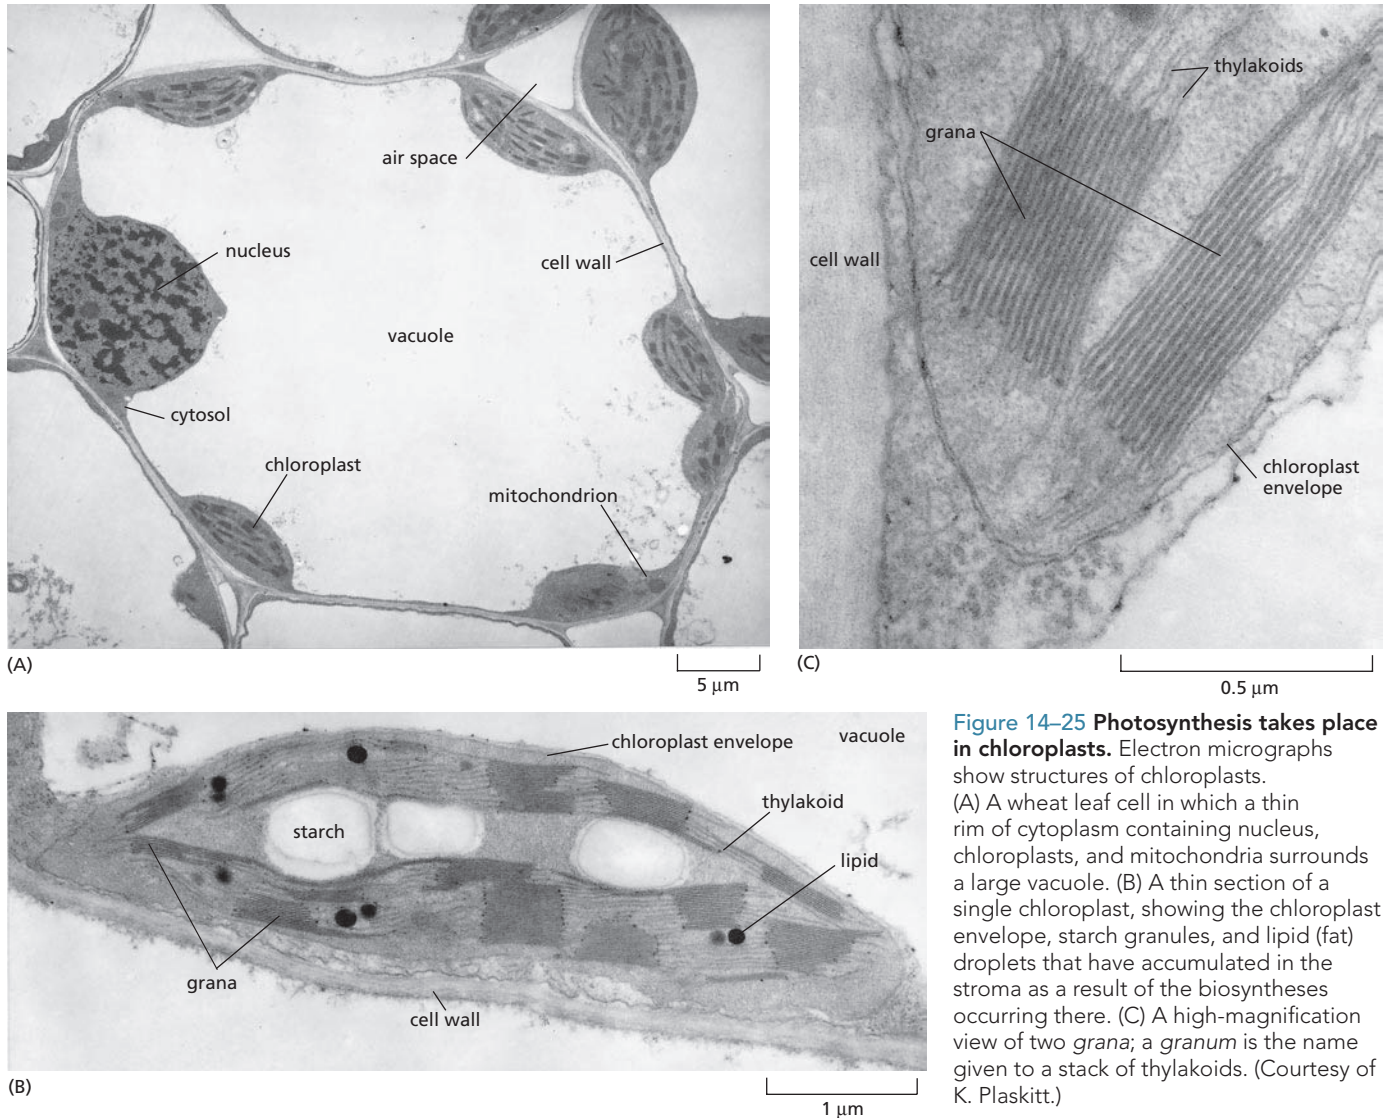 air space
nucleus
cell wall
vacuole
cytosol
chloroplast
mitochondrion
(A)
5 μm
thylakoids
grana
cell wall
chloroplast
envelope
(C)
0.5 μm
chloroplast envelope
vacuole
thylakoid
starch
lipid
grana
cell wall
(B)
1 μm
Figure 14–25 Photosynthesis takes place
in chloroplasts. Electron micrographs
show structures of chloroplasts.
(A) A wheat leaf cell in which a thin
rim of cytoplasm containing nucleus,
chloroplasts, and mitochondria surrounds
a large vacuole. (B) A thin section of a
single chloroplast, showing the chloroplast
envelope, starch granules, and lipid (fat)
droplets that have accumulated in the
stroma as a result of the biosyntheses
occurring there. (C) A high-magnification
view of two grana; a granum is the name
given to a stack of thylakoids. (Courtesy of
K. Plaskitt.)